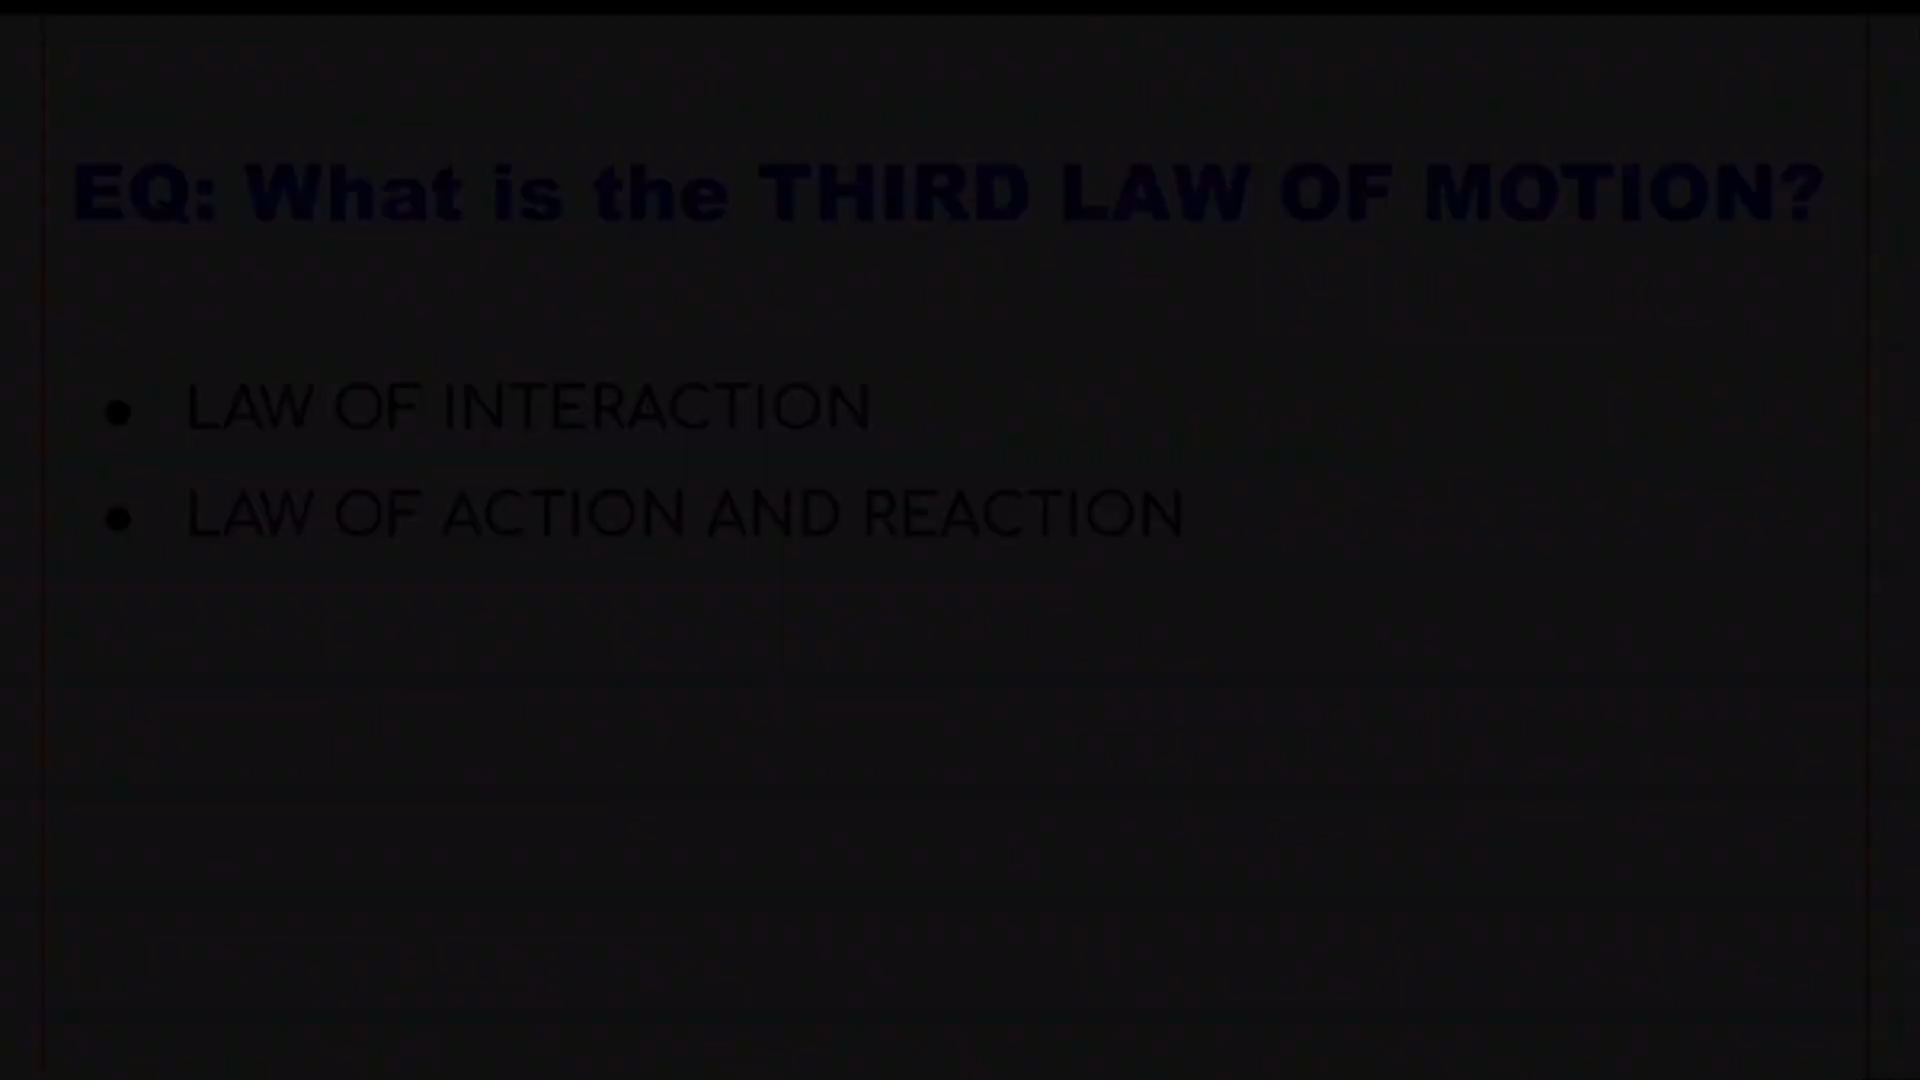 EQ: What is the THIRD LAW OF MOTION?
● LAW OF INTERACTION
● LAW OF ACTION AND REACTION